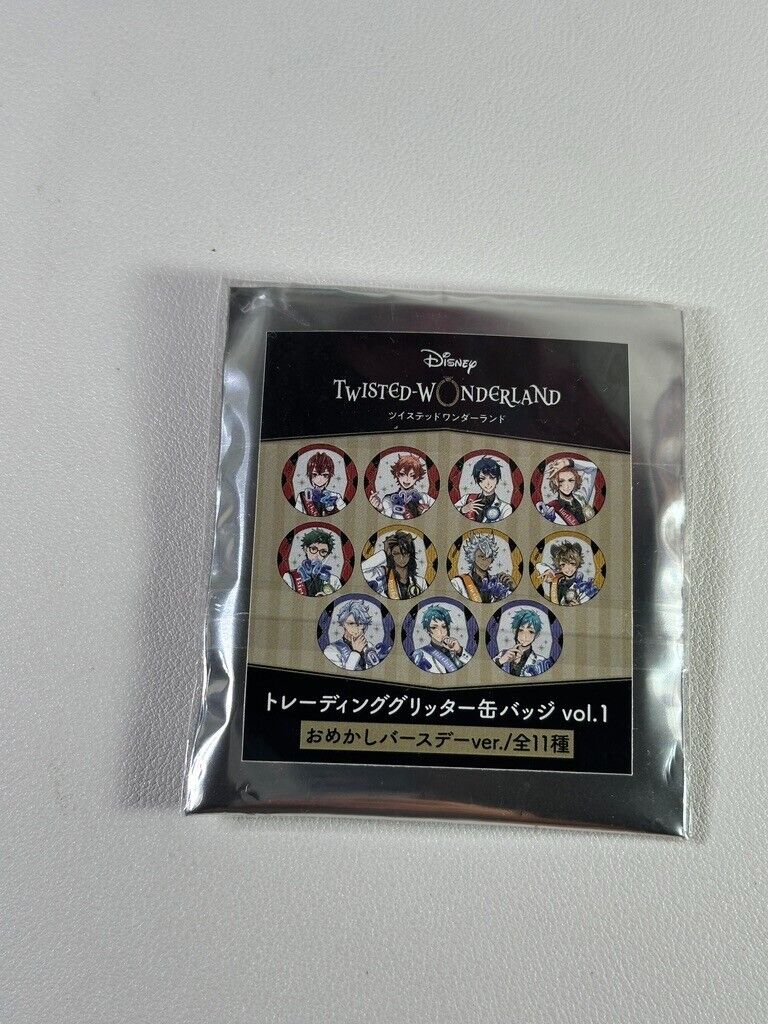 Disney
TWISTED-WONDERLAND
ツイステッドワンダーランド
トレーディンググリッター缶バッジ vol.1
おめかしバースデーver./全11種